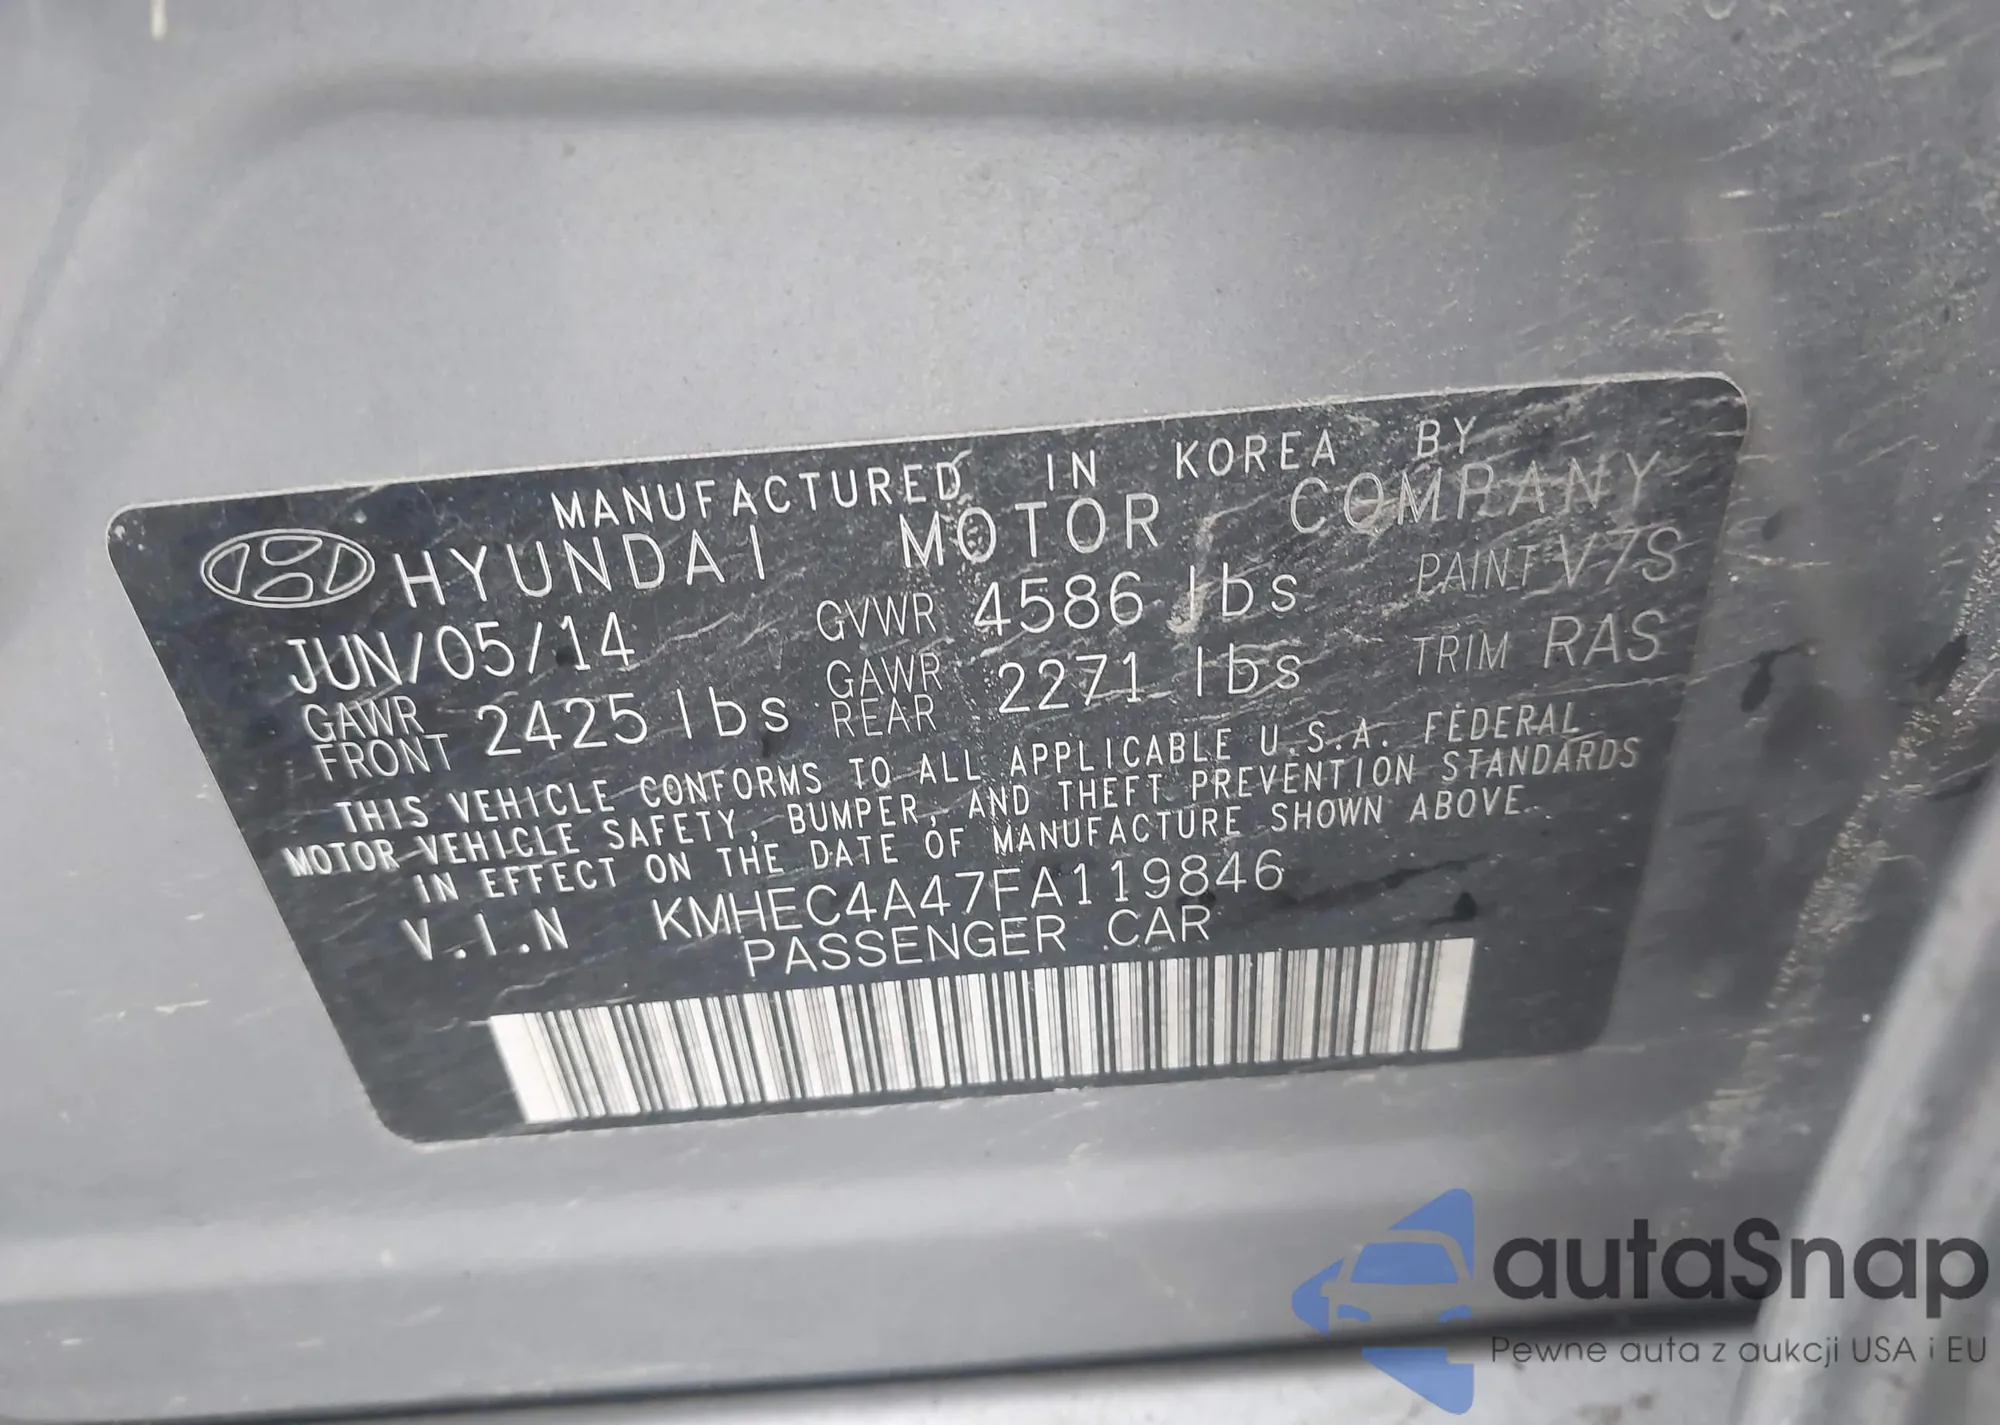 MANUFACTURED IN KOREA BY
HYUNDAI MOTOR COMPANY
JUN/05/14 GVWR 4586 lbs PAINT V7S
GAWR FRONT 2425 lbs GAWR REAR 2271 lbs TRIM RAS
THIS VEHICLE CONFORMS TO ALL APPLICABLE U.S.A. FEDERAL
MOTOR VEHICLE SAFETY, BUMPER, AND THEFT PREVENTION STANDARDS
IN EFFECT ON THE DATE OF MANUFACTURE SHOWN ABOVE.
V.I.N KMHEC4A47FA119846
PASSENGER CAR
autaSnap
Pewne auta z aukcji USA i EU